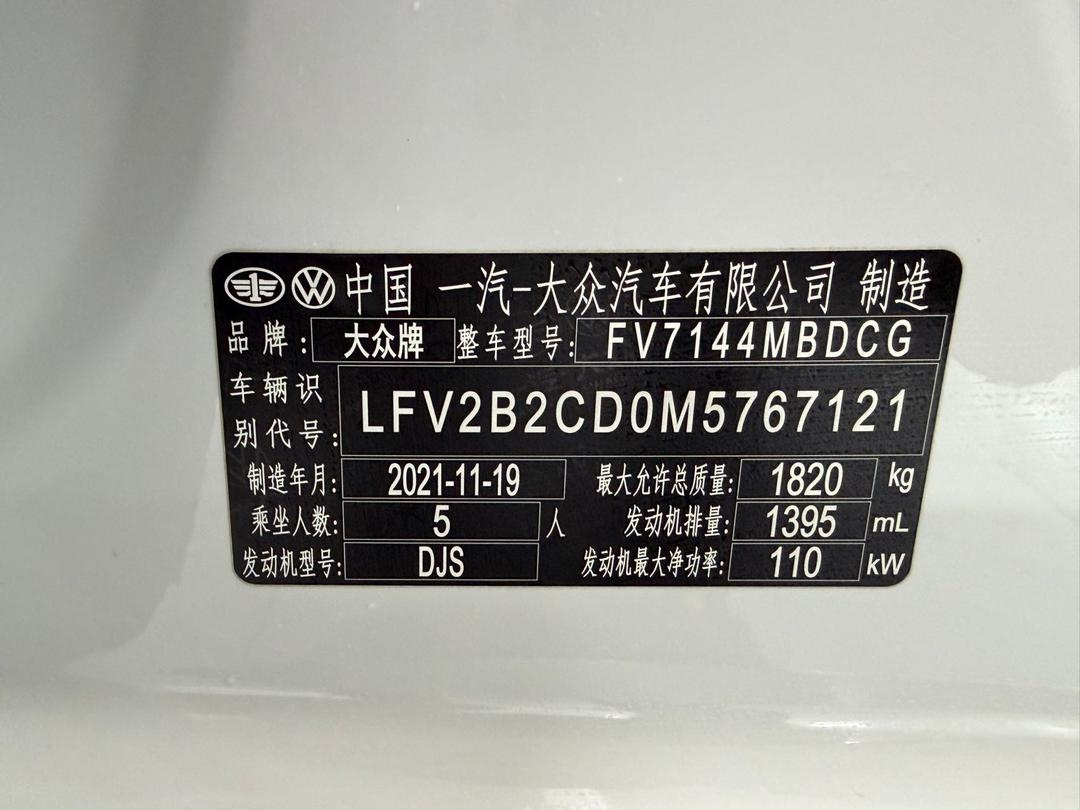 中国 一汽-大众汽车有限公司 制造
品牌: 大众牌 整车型号: FV7144MBDCG
车辆识别代号: LFV2B2CD0M5767121
制造年月: 2021-11-19 最大允许总质量: 1820 kg
乘坐人数: 5 人 发动机排量: 1395 mL
发动机型号: DJS 发动机最大净功率: 110 kW